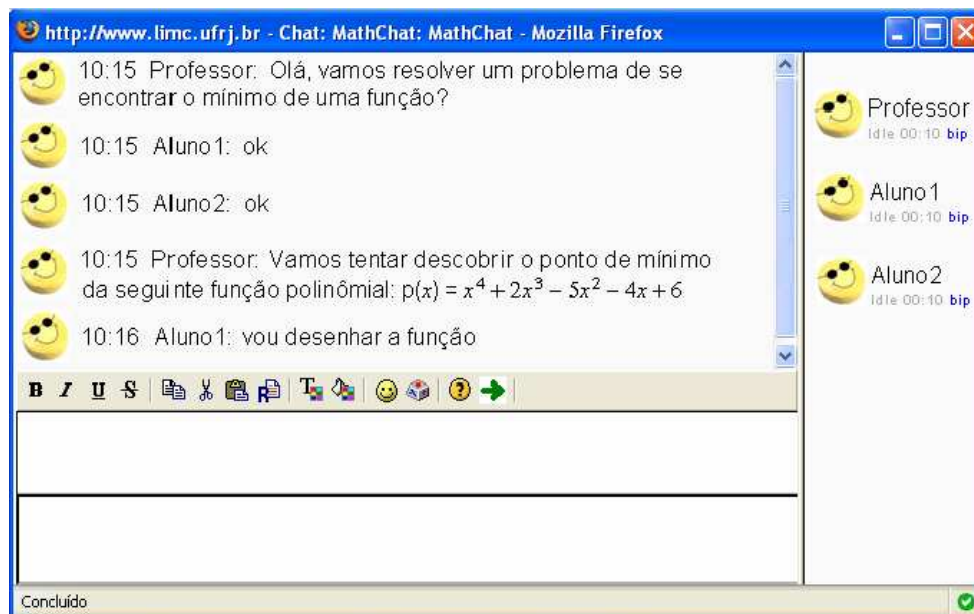 http://www.limc.ufrj.br - Chat: MathChat: MathChat - Mozilla Firefox
10:15 Professor: Olá, vamos resolver um problema de se
encontrar o mínimo de uma função?
10:15 Aluno1: ok
10:15 Aluno2: ok
10:15 Professor: Vamos tentar descobrir o ponto de mínimo
da seguinte função polinômial: p(x) = x⁴ + 2x³ − 5x² − 4x + 6
10:16 Aluno1: vou desenhar a função
B I U S R T
Professor
Idle 00:10 bip
Aluno1
Idle 00:10 bip
Aluno2
Idle 00:10 bip
Concluído